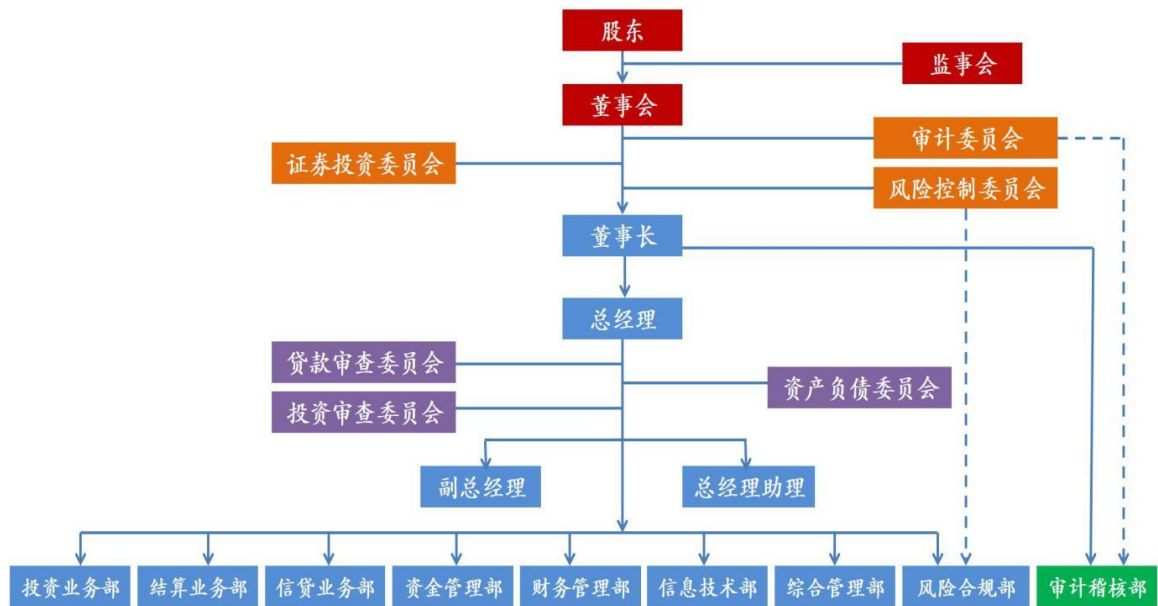 股东
监事会
董事会
审计委员会
证券投资委员会
风险控制委员会
董事长
总经理
贷款审查委员会
资产负债委员会
投资审查委员会
副总经理
总经理助理
投资业务部
结算业务部
信贷业务部
资金管理部
财务管理部
信息技术部
综合管理部
风险合规部
审计稽核部